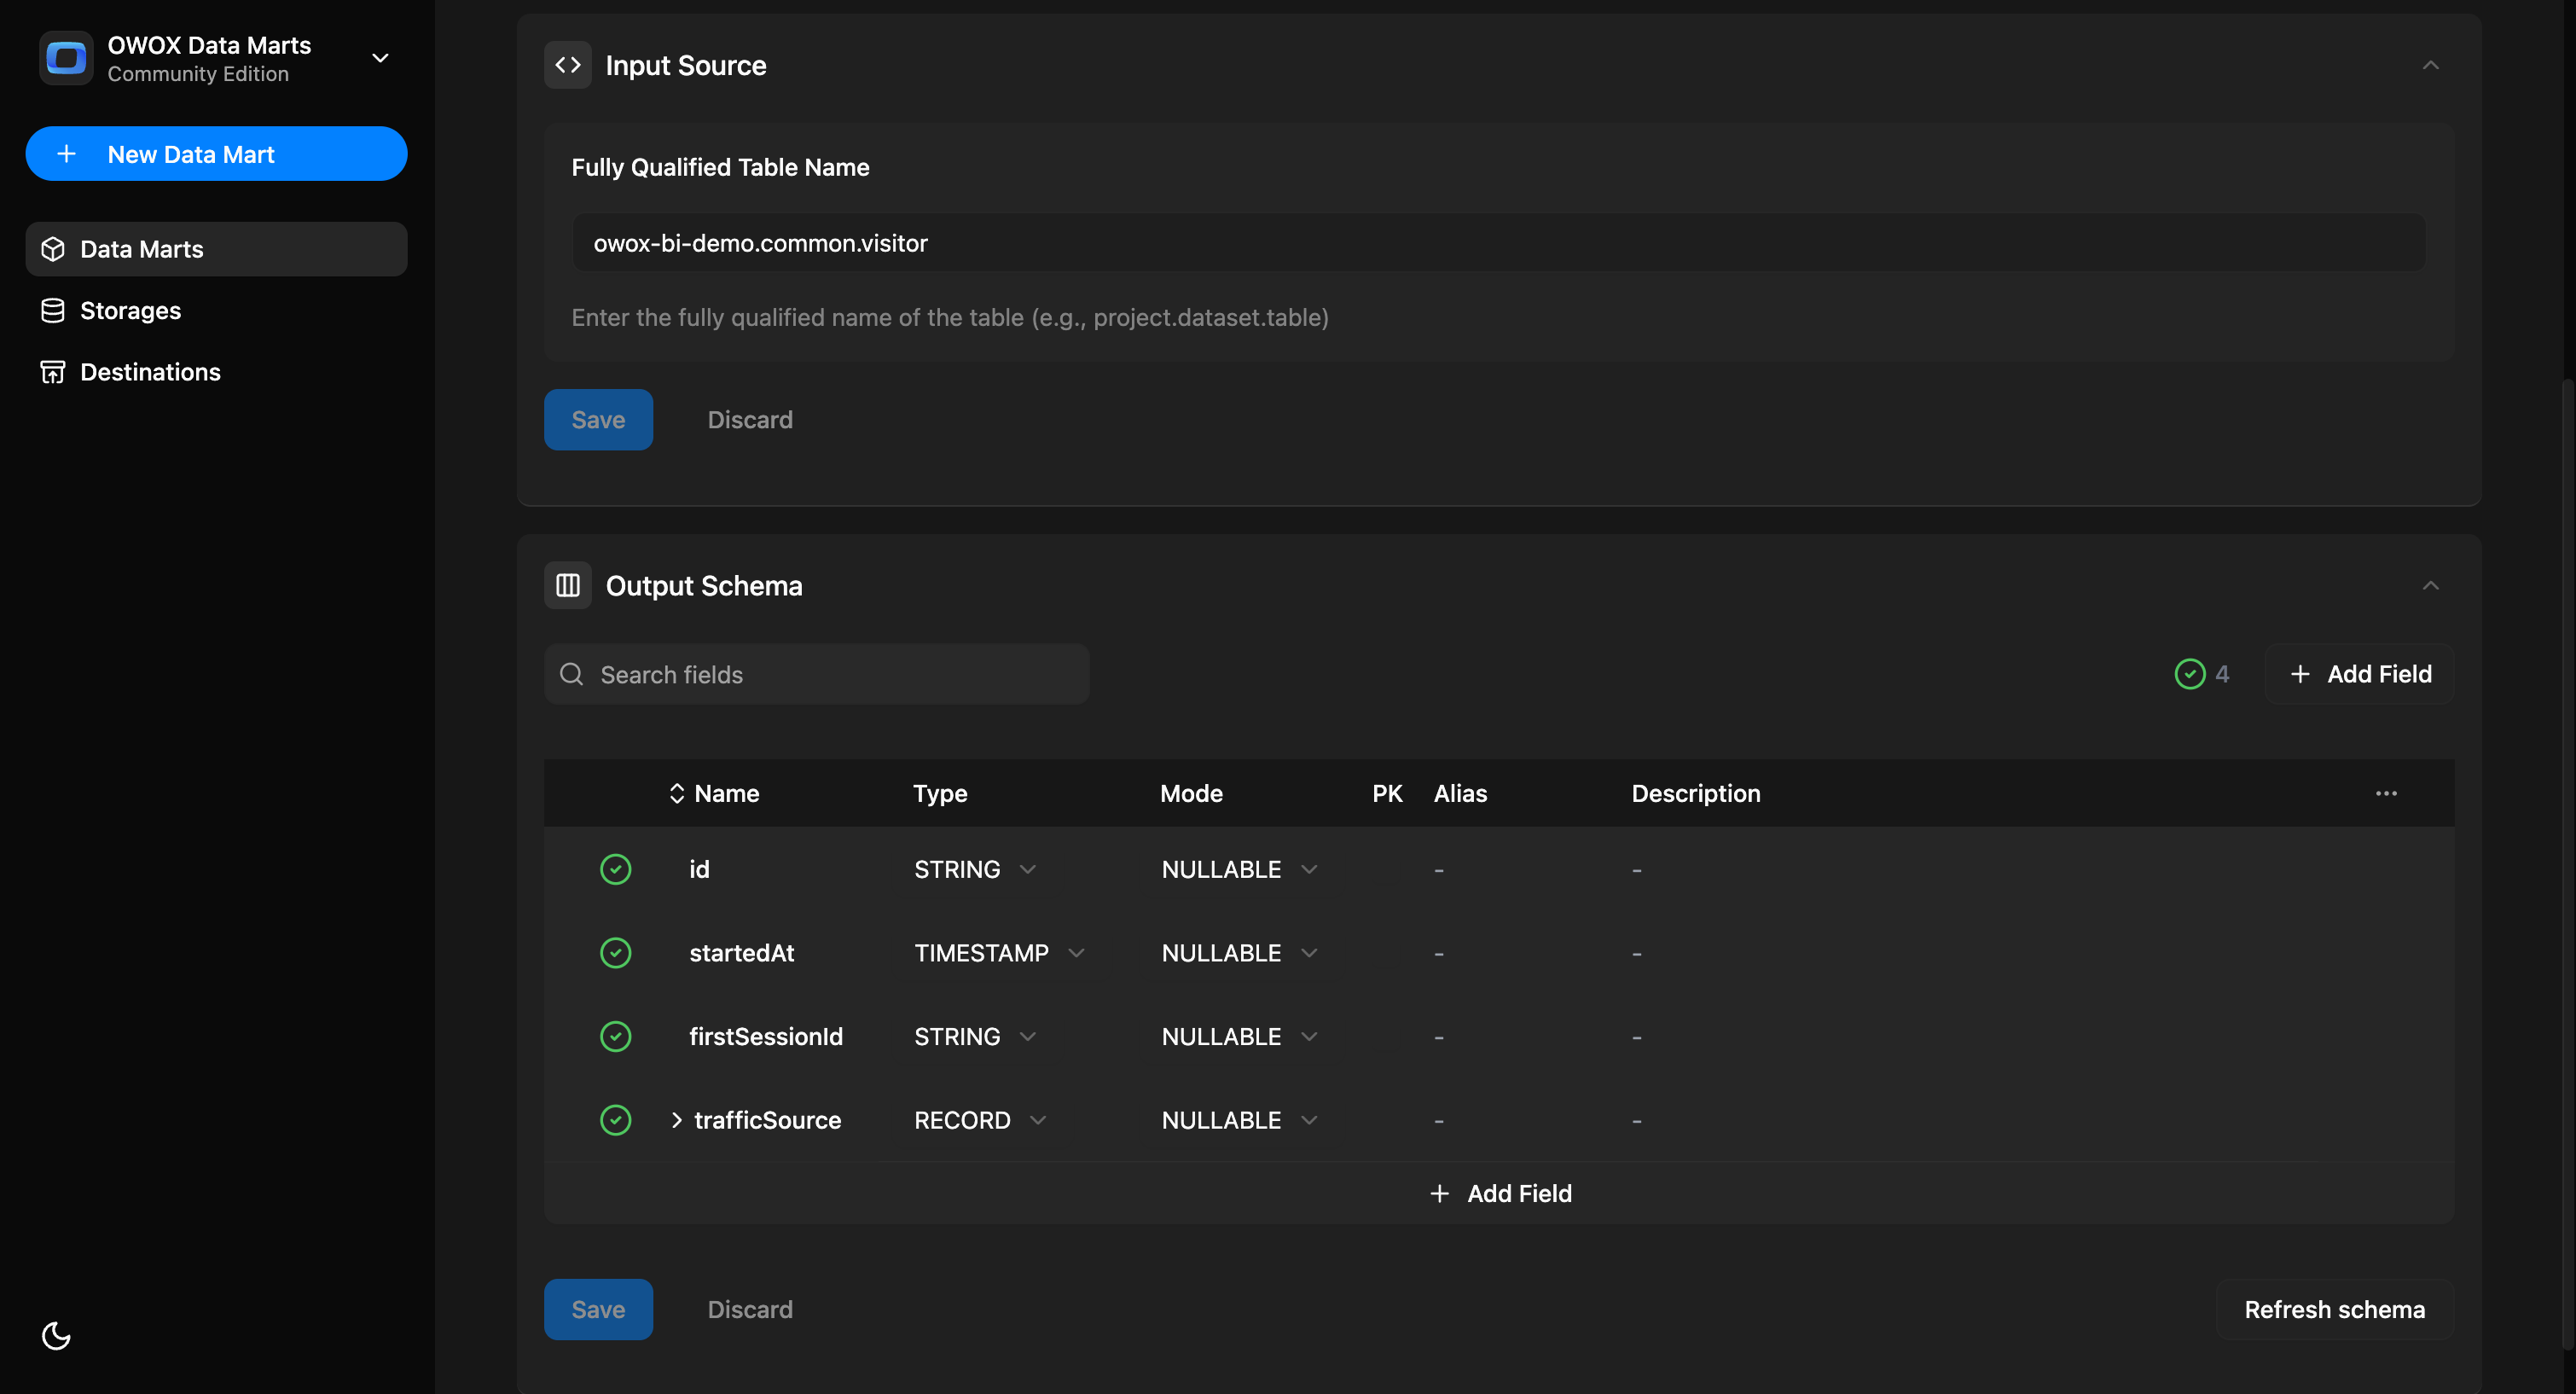 OWOX Data Marts
Community Edition
New Data Mart
Data Marts
Storages
Destinations
Input Source
Fully Qualified Table Name
owox-bi-demo.common.visitor
Enter the fully qualified name of the table (e.g., project.dataset.table)
Save Discard
Output Schema
Search fields 4 Add Field
Name Type Mode PK Alias Description ...
id STRING NULLABLE - -
startedAt TIMESTAMP NULLABLE - -
firstSessionId STRING NULLABLE - -
trafficSource RECORD NULLABLE - -
Add Field
Save Discard Refresh schema